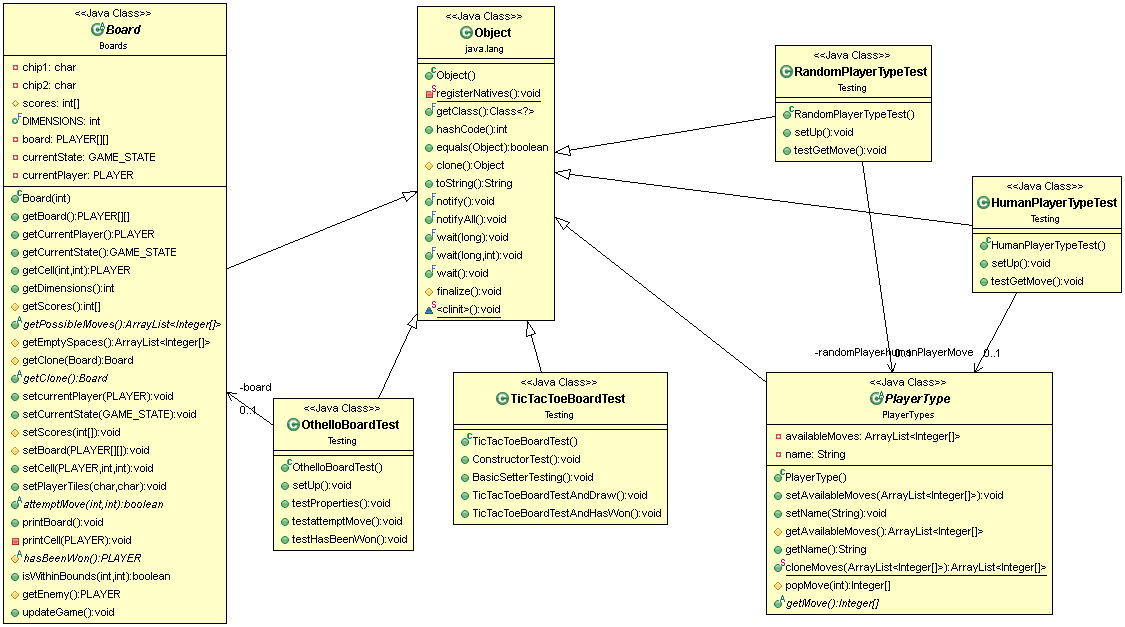 <<Java Class>>
Board
Boards
chip1: char
chip2: char
scores: int[]
DIMENSIONS: int
board: PLAYER[][]
currentState: GAME_STATE
currentPlayer: PLAYER
Board(int)
getBoard():PLAYER[][]
getCurrentPlayer():PLAYER
getCurrentState():GAME_STATE
getCell(int,int):PLAYER
getDimensions():int
getScores():int[]
getPossibleMoves():ArrayList<Integer[]>
getEmptySpaces():ArrayList<Integer[]>
getClone(Board):Board
getClone():Board
setcurrentPlayer(PLAYER):void
setCurrentState(GAME_STATE):void
setScores(int[]):void
setBoard(PLAYER[][]):void
setCell(PLAYER,int,int):void
setPlayerTiles(char,char):void
attemptMove(int,int):boolean
printBoard():void
printCell(PLAYER):void
hasBeenWon():PLAYER
isWithinBounds(int,int):boolean
getEnemy():PLAYER
updateGame():void
<<Java Class>>
Object
java.lang
Object()
registerNatives():void
getClass():Class<?>
hashCode():int
equals(Object):boolean
clone():Object
toString():String
notify():void
notifyAll():void
wait(long):void
wait(long,int):void
wait():void
finalize():void
<clinit>():void
<<Java Class>>
RandomPlayerTypeTest
Testing
RandomPlayerTypeTest()
setUp():void
testGetMove():void
<<Java Class>>
HumanPlayerTypeTest
Testing
HumanPlayerTypeTest()
setUp():void
testGetMove():void
-board
0..1
<<Java Class>>
OthelloBoardTest
Testing
OthelloBoardTest()
setUp():void
testProperties():void
testattemptMove():void
testHasBeenWon():void
<<Java Class>>
TicTacToeBoardTest
Testing
TicTacToeBoardTest()
ConstructorTest():void
BasicSetterTesting():void
TicTacToeBoardTestAndDraw():void
TicTacToeBoardTestAndHasWon():void
-randomPlayer
-humanPlayerMove
0..1
0..1
<<Java Class>>
PlayerType
PlayerTypes
availableMoves: ArrayList<Integer[]>
name: String
PlayerType()
setAvailableMoves(ArrayList<Integer[]>):void
setName(String):void
getAvailableMoves():ArrayList<Integer[]>
getName():String
cloneMoves(ArrayList<Integer[]>):ArrayList<Integer[]>
popMove(int):Integer[]
getMove():Integer[]